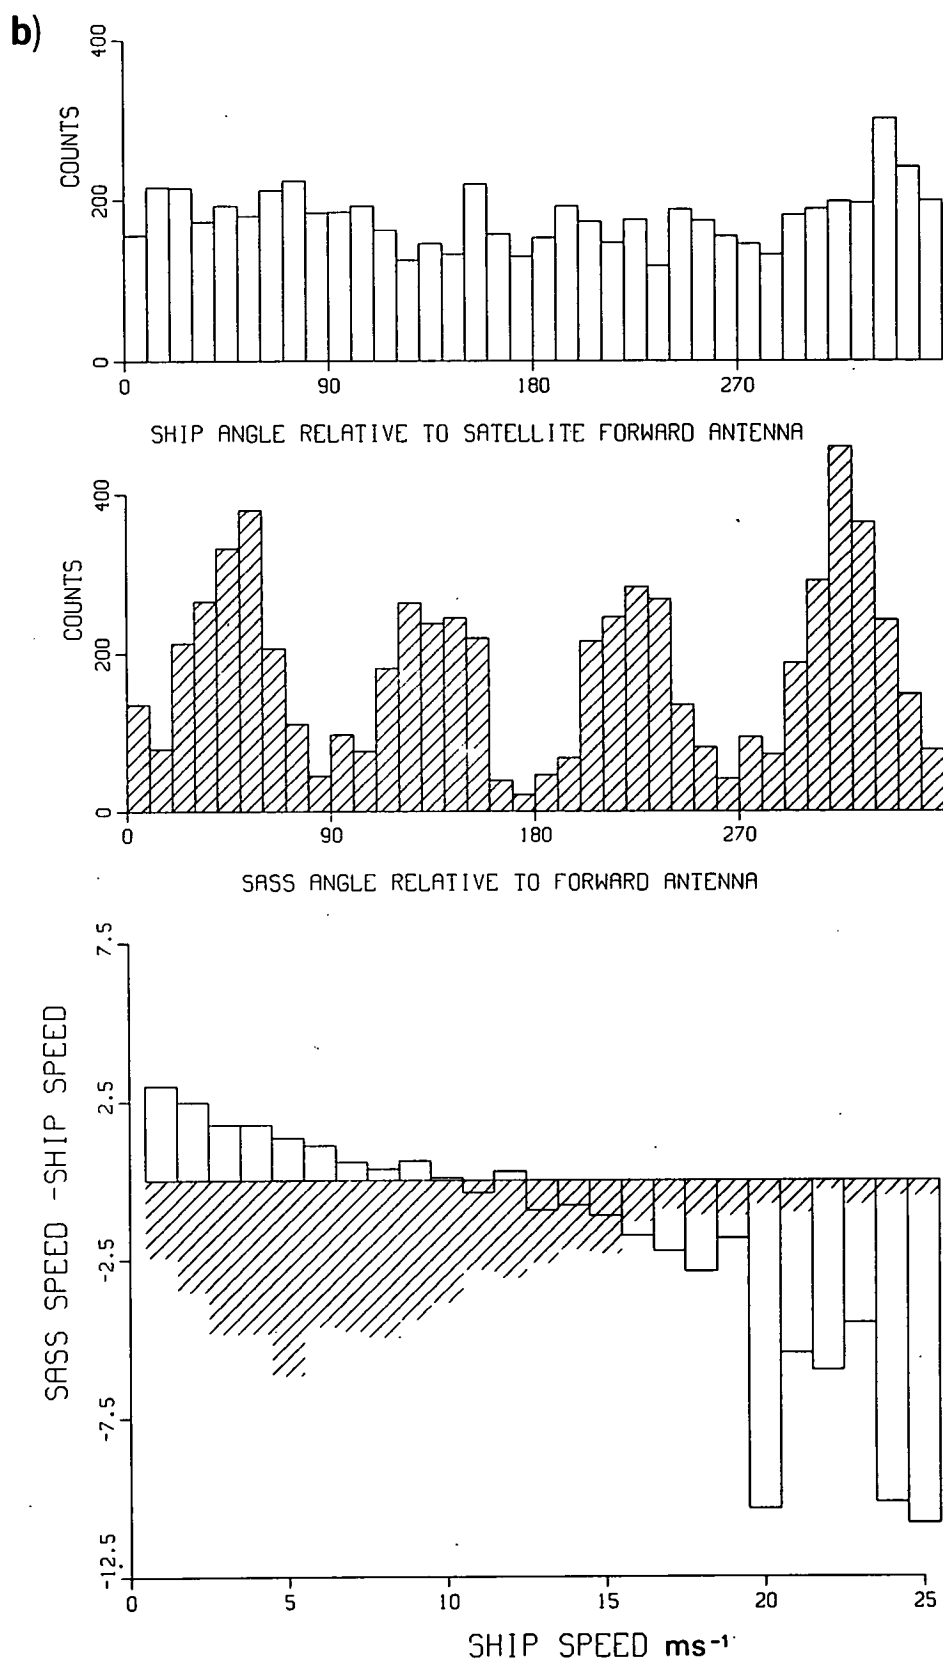 b)
400
200
0
COUNTS
0 90 180 270
SHIP ANGLE RELATIVE TO SATELLITE FORWARD ANTENNA
400
200
0
COUNTS
0 90 180 270
SASS ANGLE RELATIVE TO FORWARD ANTENNA
7.5
2.5
-2.5
-7.5
-12.5
SASS SPEED -SHIP SPEED
0 5 10 15 20 25
SHIP SPEED ms⁻¹